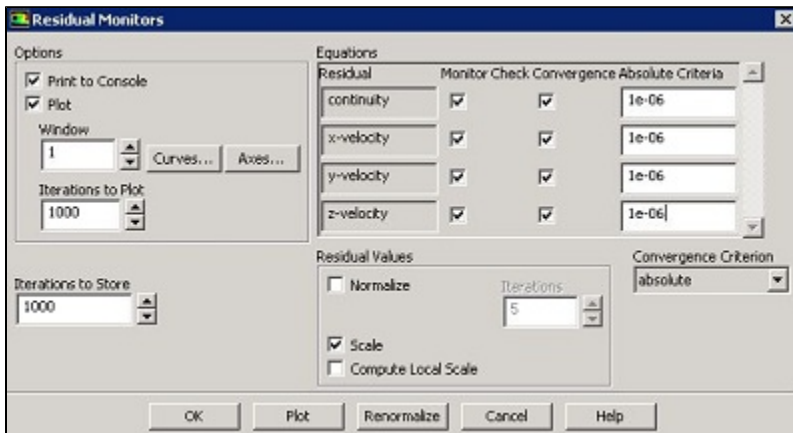 Residual Monitors
Options
Print to Console
Plot
Window
1
Curves... Axes...
Iterations to Plot
1000
Iterations to Store
1000
Equations
Residual Monitor Check Convergence Absolute Criteria
continuity 1e-06
x-velocity 1e-06
y-velocity 1e-06
z-velocity 1e-06
Residual Values
Normalize
Iterations
5
Scale
Compute Local Scale
Convergence Criterion
absolute
OK Plot Renormalize Cancel Help